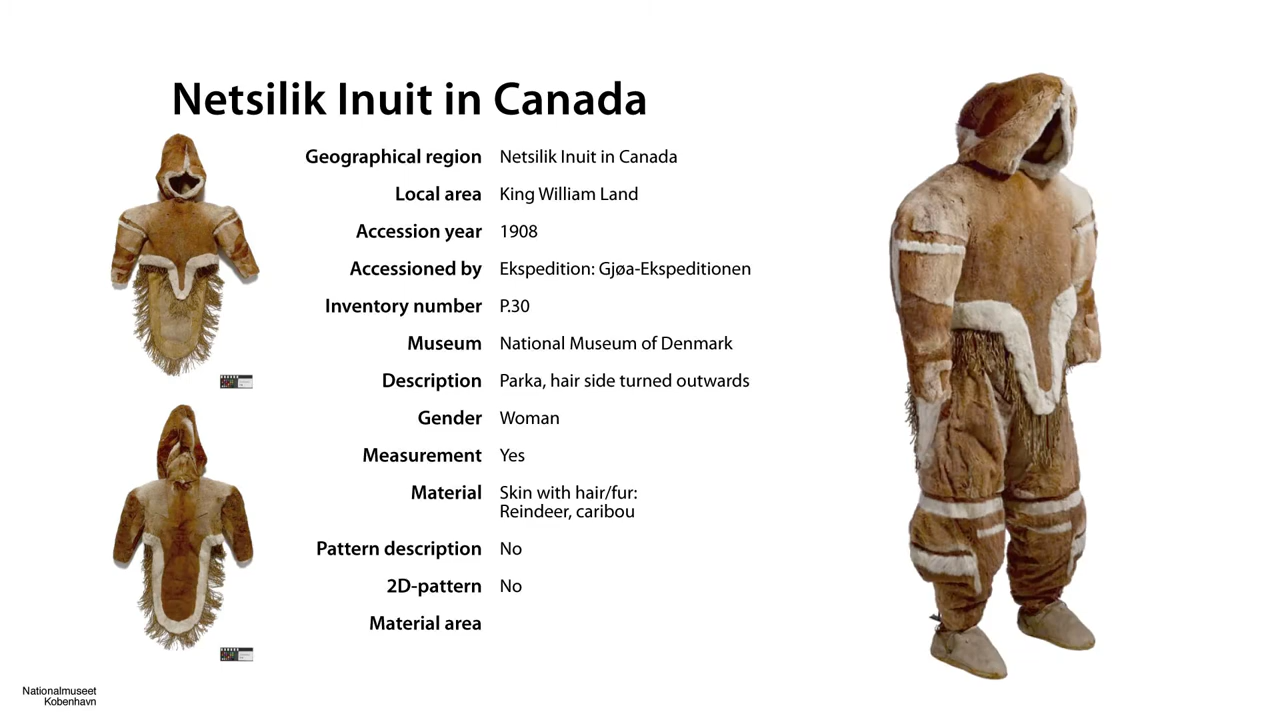 Netsilik Inuit in Canada
Geographical region Netsilik Inuit in Canada
Local area King William Land
Accession year 1908
Accessioned by Ekspedition: Gjøa-Ekspeditionen
Inventory number P.30
Museum National Museum of Denmark
Description Parka, hair side turned outwards
Gender Woman
Measurement Yes
Material Skin with hair/fur:
Reindeer, caribou
Pattern description No
2D-pattern No
Material area
Nationalmuseet
Kobenhavn